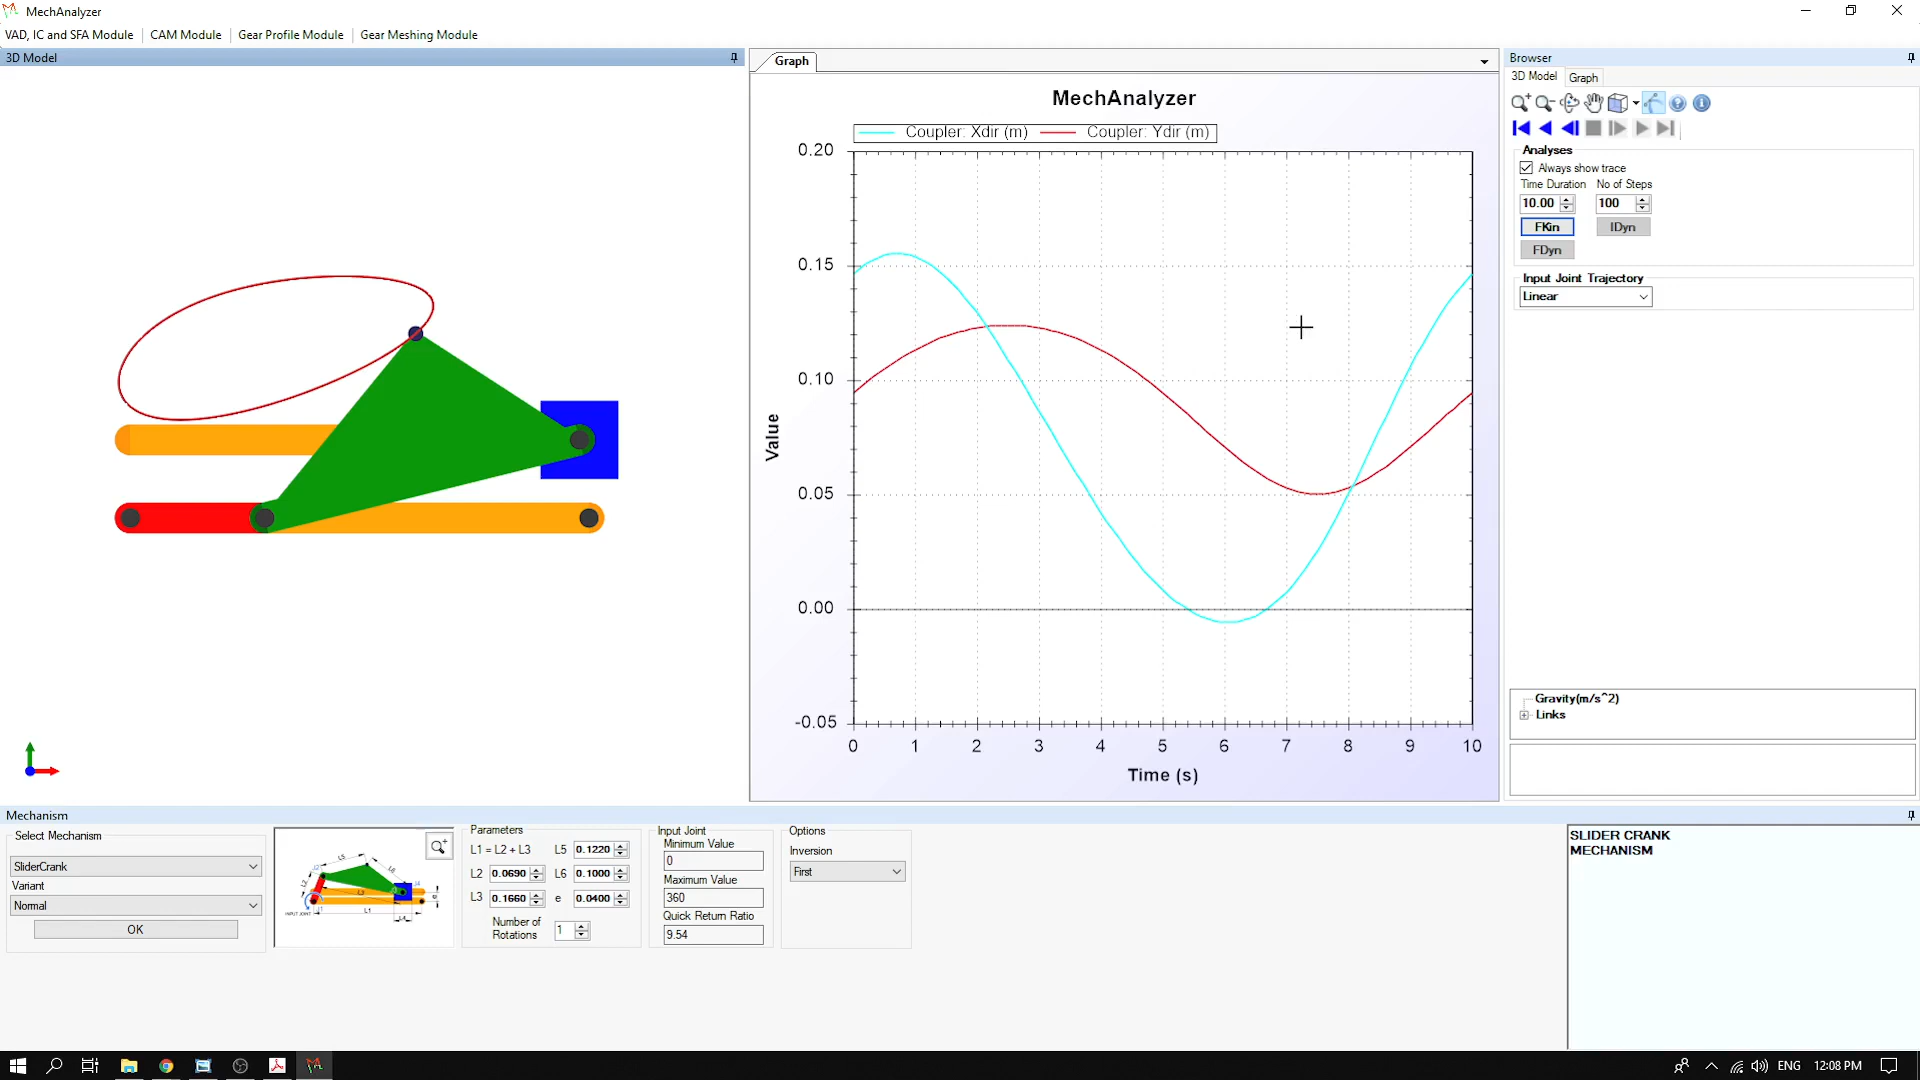 MechAnalyzer
VAD, IC and SFA Module
CAM Module
Gear Profile Module
Gear Meshing Module
3D Model
Graph
MechAnalyzer
Coupler: Xdir (m)
Coupler: Ydir (m)
0.20
0.15
0.10
0.05
0.00
-0.05
Value
0 1 2 3 4 5 6 7 8 9 10
Time (s)
Browser
3D Model
Graph
Analyses
Always show trace
Time Duration No of Steps
10.00 100
FKin IDyn
FDyn
Input Joint Trajectory
Linear
Gravity(m/s^2)
Links
Mechanism
Select Mechanism
SliderCrank
Variant
Normal
OK
L1
Parameters
L1 = L2 + L3 L5 0.1220
L2 0.0690 L6 0.1000
L3 0.1660 e 0.0400
Number of
Rotations 1
Input Joint
Minimum Value
0
Maximum Value
360
Quick Return Ratio
9.54
Options
Inversion
First
SLIDER CRANK
MECHANISM
ENG 12:08 PM